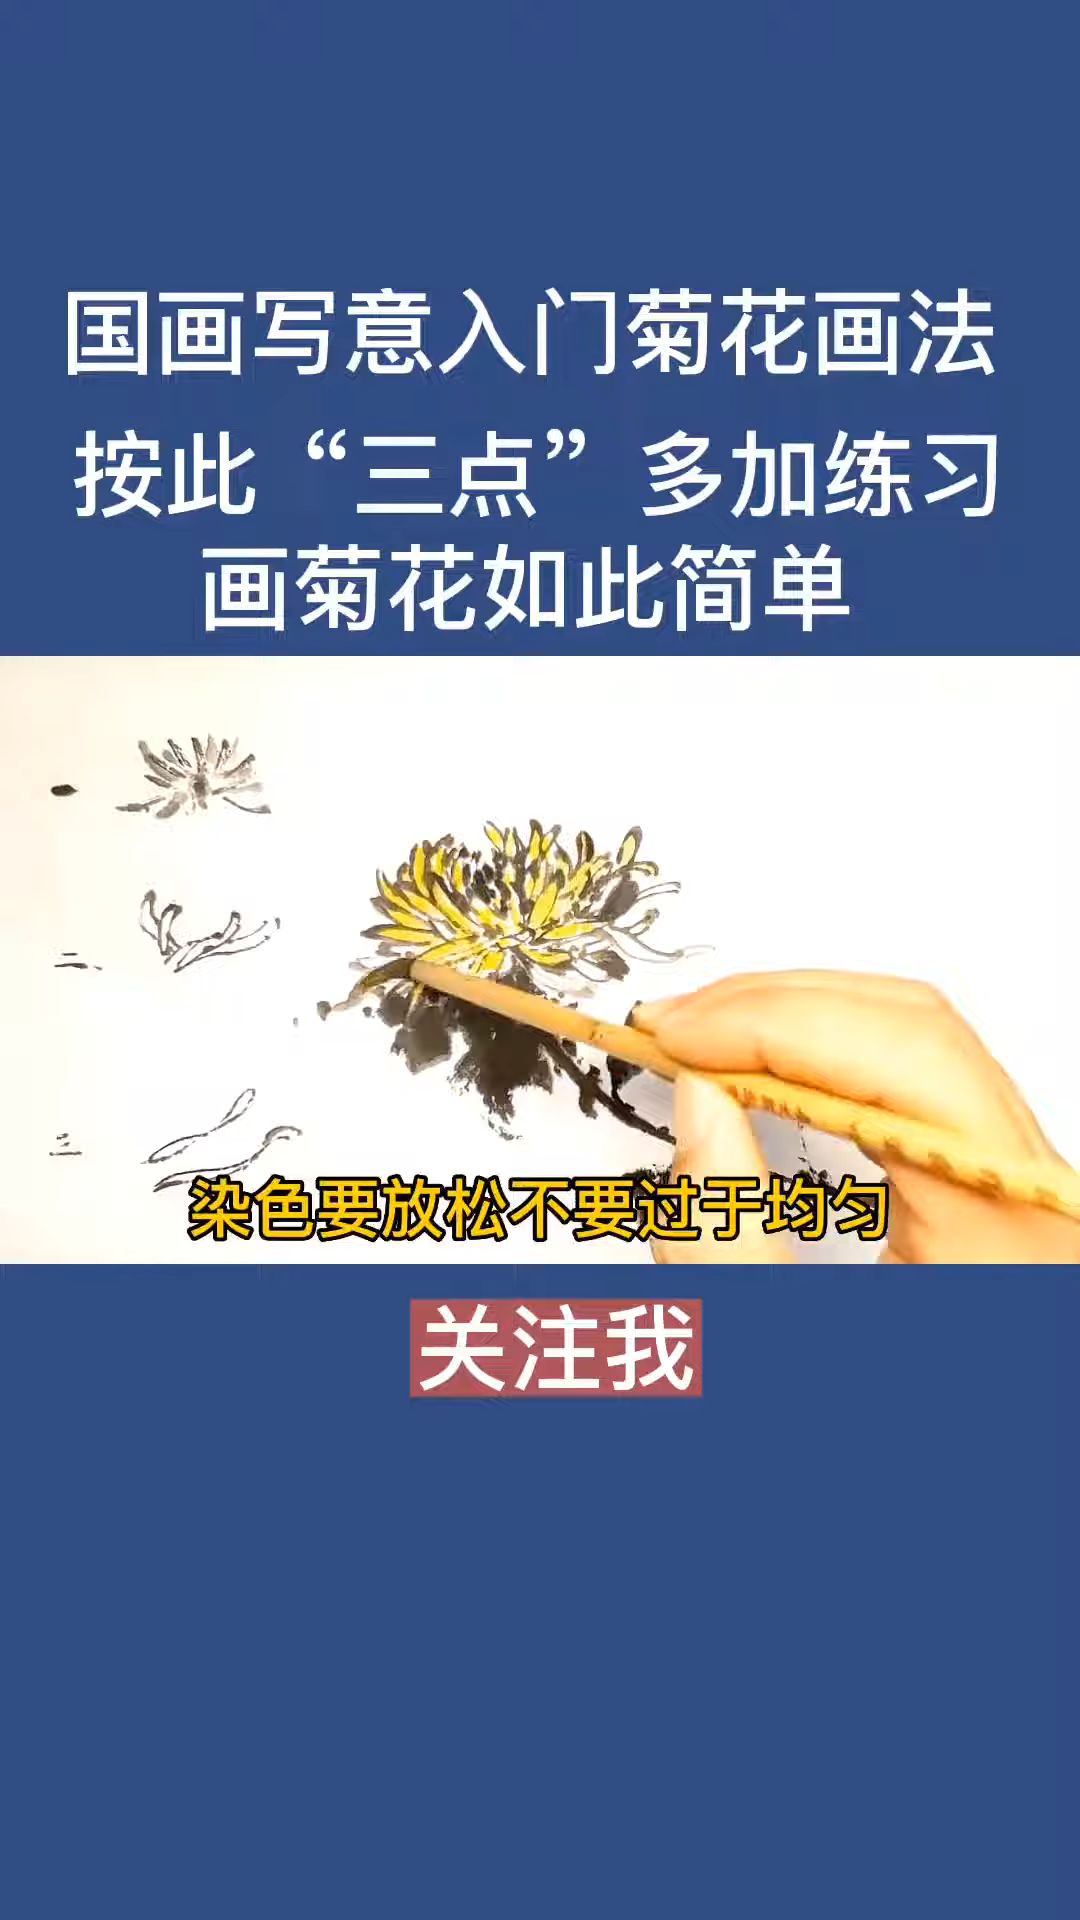 国画写意入门菊花画法
按此“三点”多加练习
画菊花如此简单
二、
三
染色要放松不要过于均匀
关注我